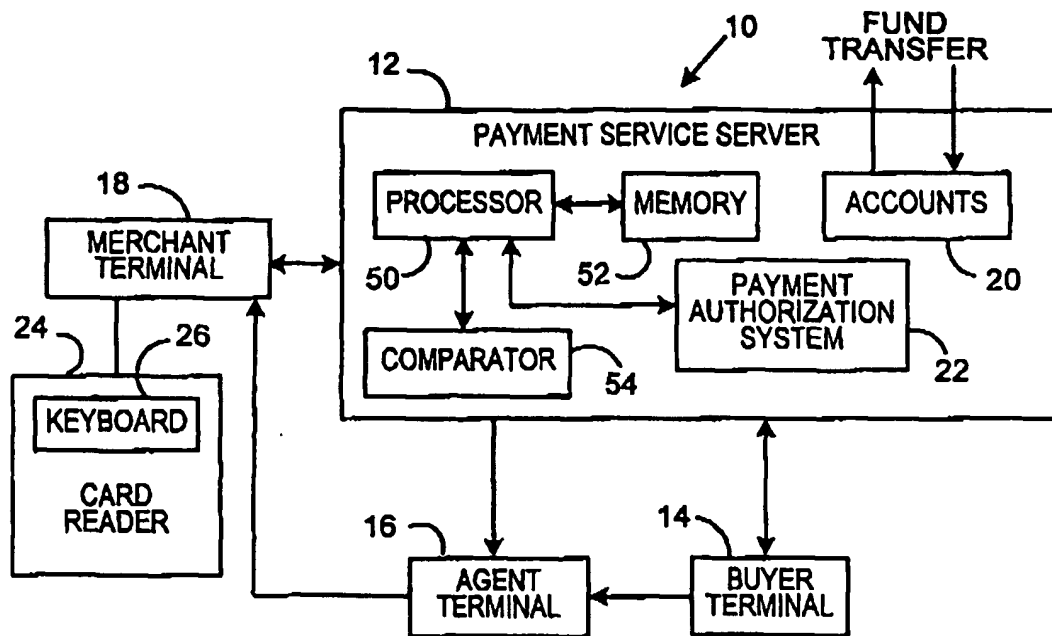 10
FUND
TRANSFER
12
PAYMENT SERVICE SERVER
18
PROCESSOR
MEMORY
ACCOUNTS
MERCHANT
TERMINAL
50
52
20
PAYMENT
AUTHORIZATION
SYSTEM
24
26
COMPARATOR
54
22
KEYBOARD
CARD
READER
16
14
AGENT
TERMINAL
BUYER
TERMINAL